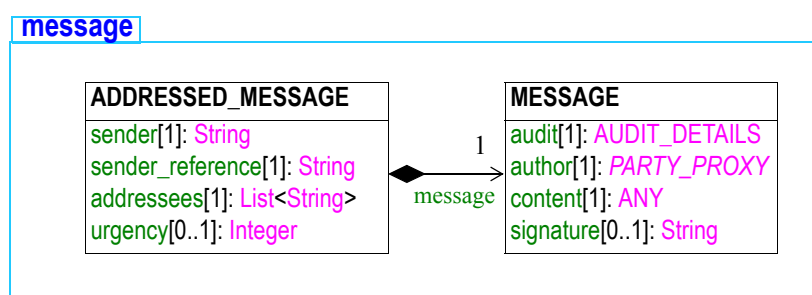 message
ADDRESSED_MESSAGE
sender[1]: String
sender_reference[1]: String
addressees[1]: List<String>
urgency[0..1]: Integer
1
message
MESSAGE
audit[1]: AUDIT_DETAILS
author[1]: PARTY_PROXY
content[1]: ANY
signature[0..1]: String